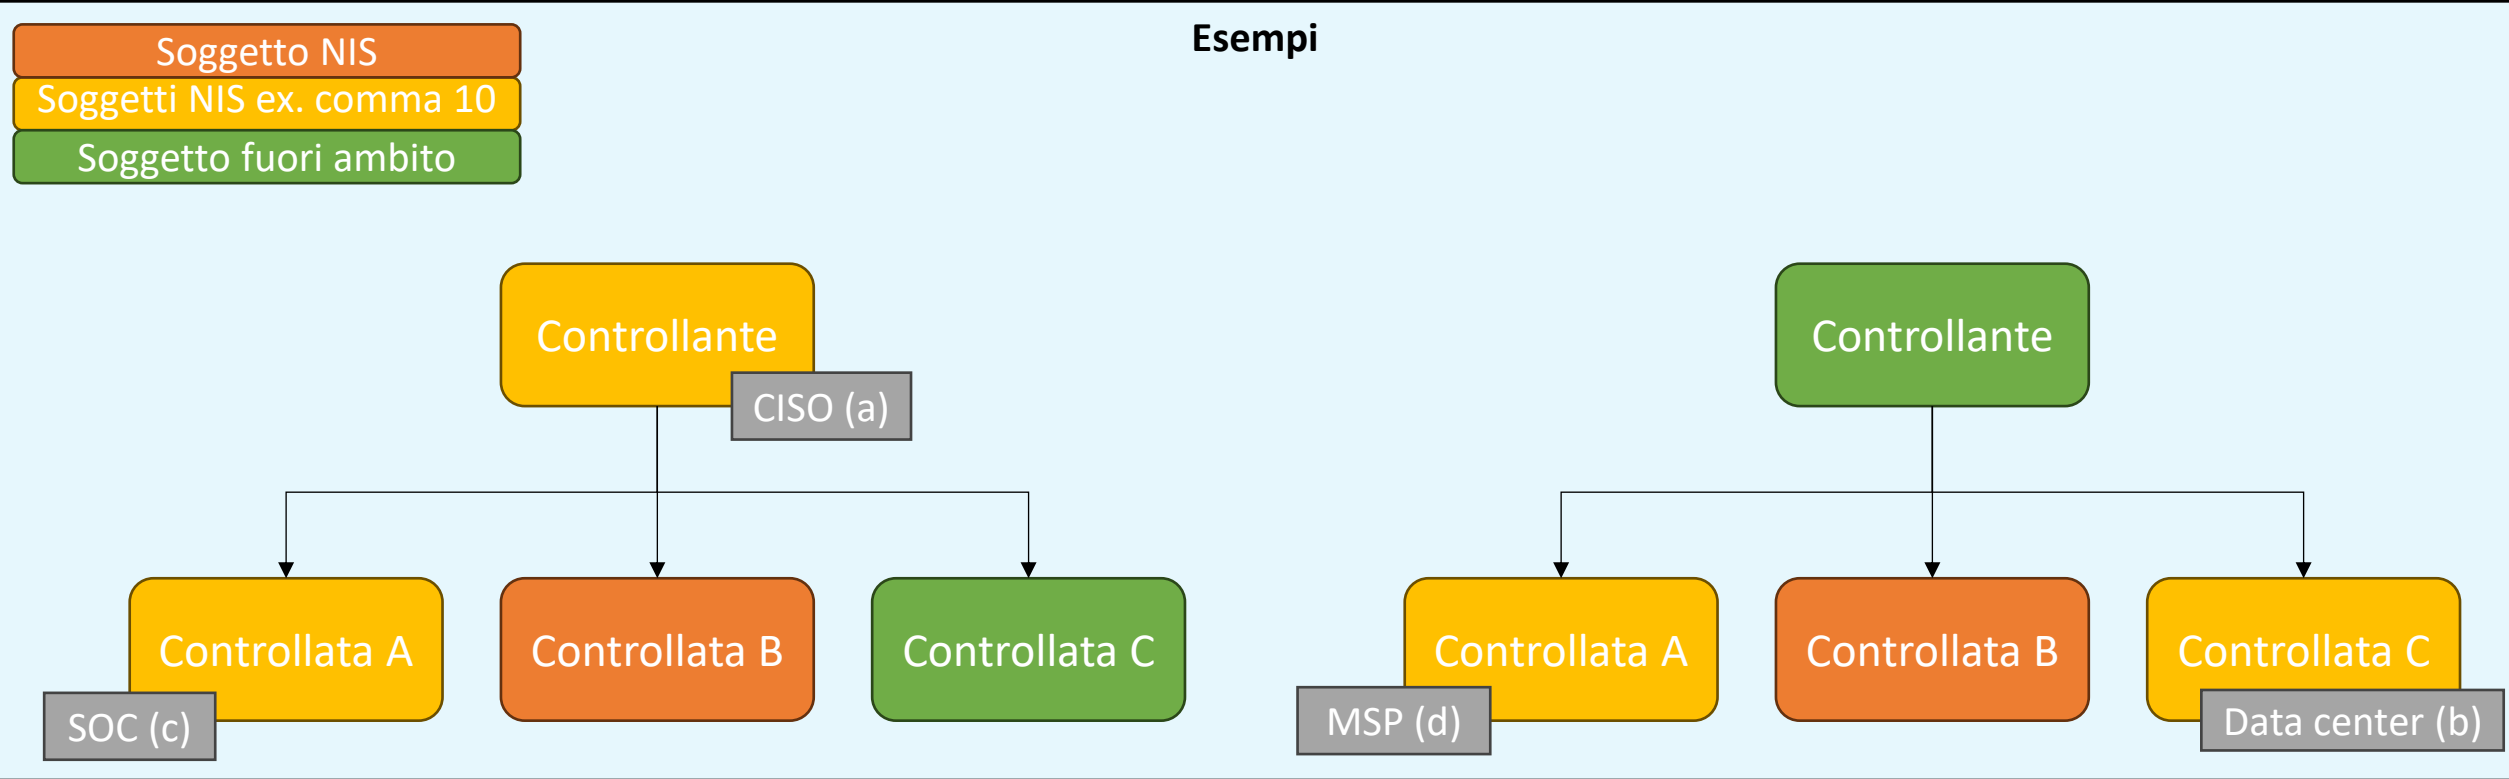 Esempi
Soggetto NIS
Soggetti NIS ex. comma 10
Soggetto fuori ambito
Controllante
CISO (a)
Controllata A
SOC (c)
Controllata B
Controllata C
Controllante
Controllata A
MSP (d)
Controllata B
Controllata C
Data center (b)